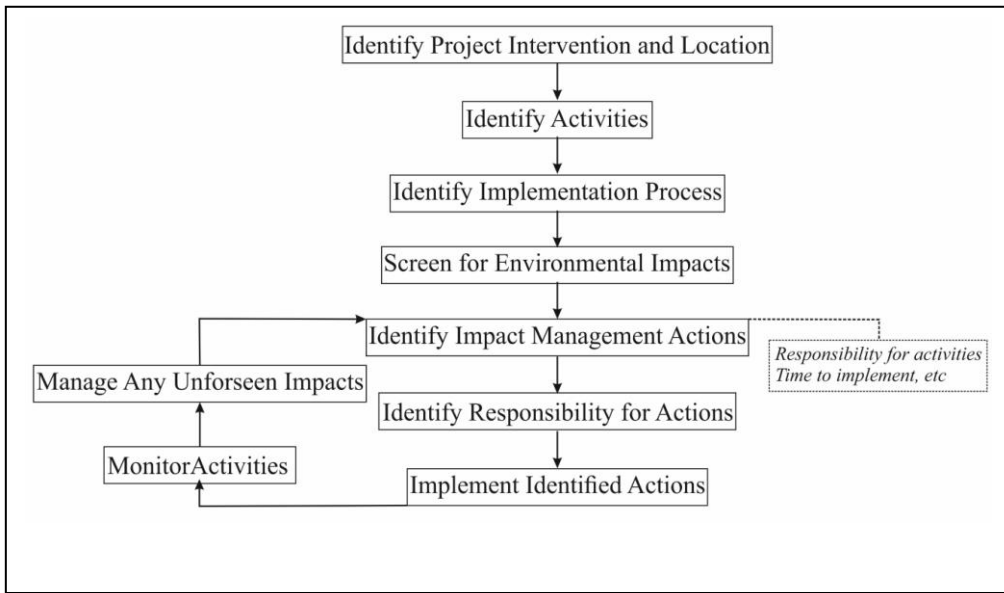 Identify Project Intervention and Location
Identify Activities
Identify Implementation Process
Screen for Environmental Impacts
Identify Impact Management Actions
Responsibility for activities
Time to implement, etc
Manage Any Unforseen Impacts
Identify Responsibility for Actions
MonitorActivities
Implement Identified Actions